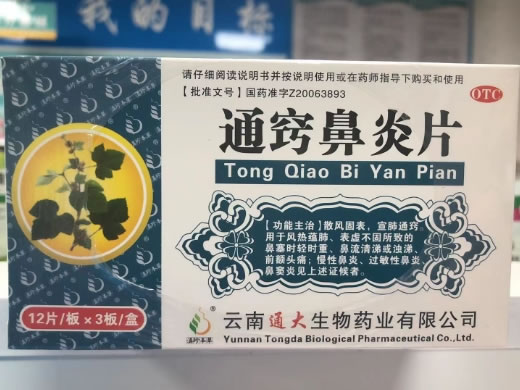 我的目标
请仔细阅读说明书并按说明使用或在药师指导下购买和使用
【批准文号】国药准字Z20063893
OTC
通窍鼻炎片
Tong Qiao Bi Yan Pian
【功能主治】散风固表，宣肺通窍。
用于风热蕴肺、表虚不固所致的
鼻塞时轻时重、鼻流清涕或浊涕、
前额头痛；慢性鼻炎、过敏性鼻炎、
鼻窦炎见上述证候者。
12片/板×3板/盒
滇中本草
云南通大生物药业有限公司
Yunnan Tongda Biological Pharmaceutical Co.,Ltd.